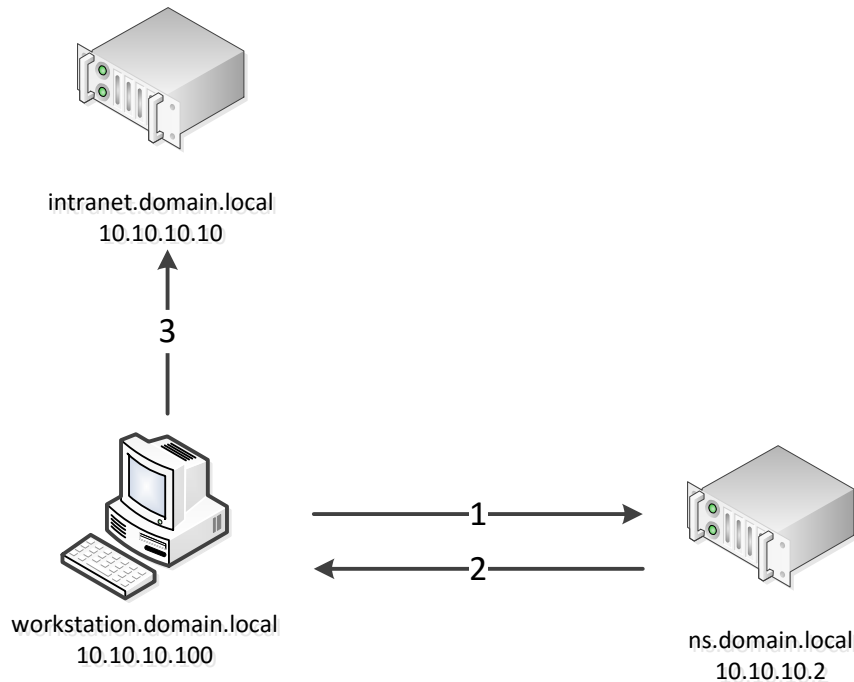 intranet.domain.local
10.10.10.10
3
1
2
workstation.domain.local
10.10.10.100
ns.domain.local
10.10.10.2